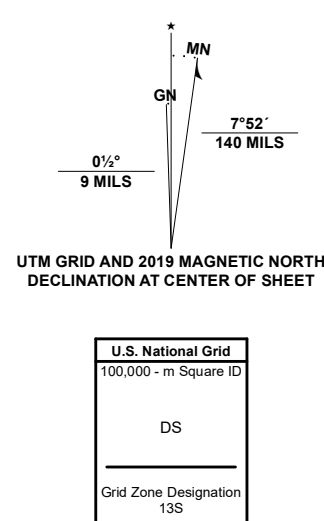 ★
MN
GN
7°52´
140 MILS
0½°
9 MILS
UTM GRID AND 2019 MAGNETIC NORTH
DECLINATION AT CENTER OF SHEET
U.S. National Grid
100,000 - m Square ID
DS
Grid Zone Designation
13S